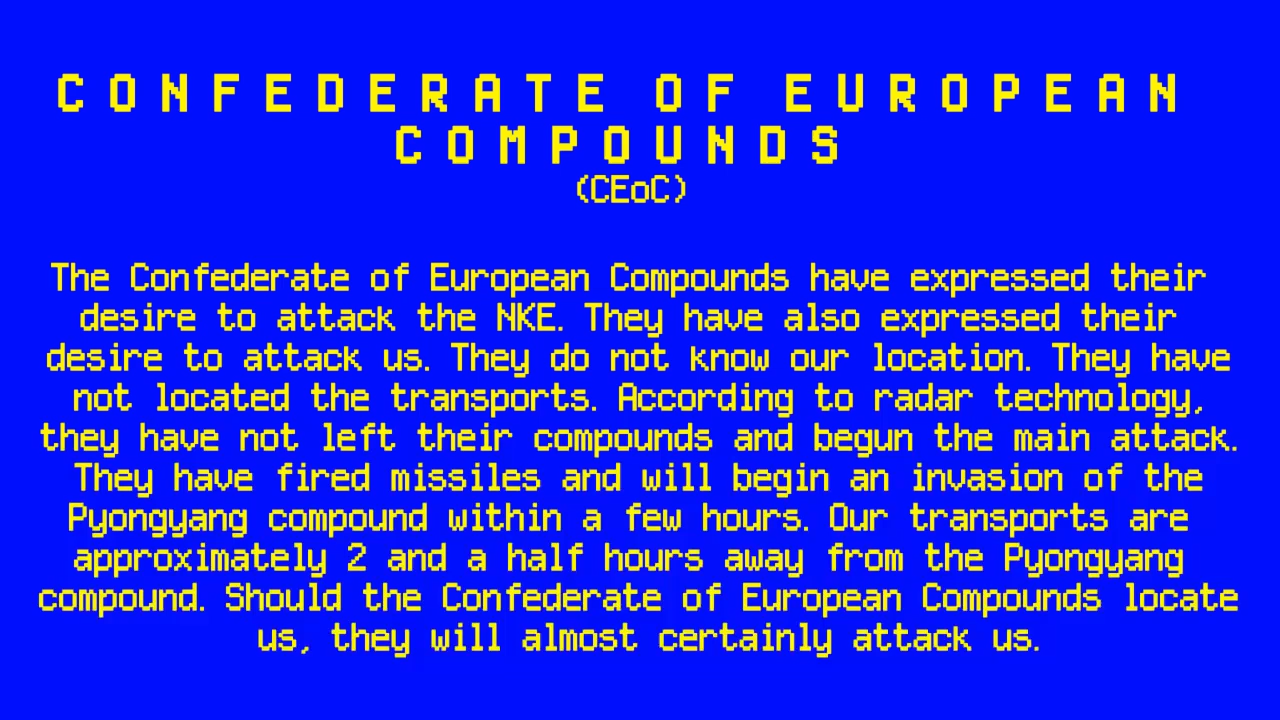 CONFEDERATE OF EUROPEAN
COMPOUNDS
(CEoC)
The Confederate of European Compounds have expressed their
desire to attack the NKE. They have also expressed their
desire to attack us. They do not know our location. They have
not located the transports. According to radar technology,
they have not left their compounds and begun the main attack.
They have fired missiles and will begin an invasion of the
Pyongyang compound within a few hours. Our transports are
approximately 2 and a half hours away from the Pyongyang
compound. Should the Confederate of European Compounds locate
us, they will almost certainly attack us.